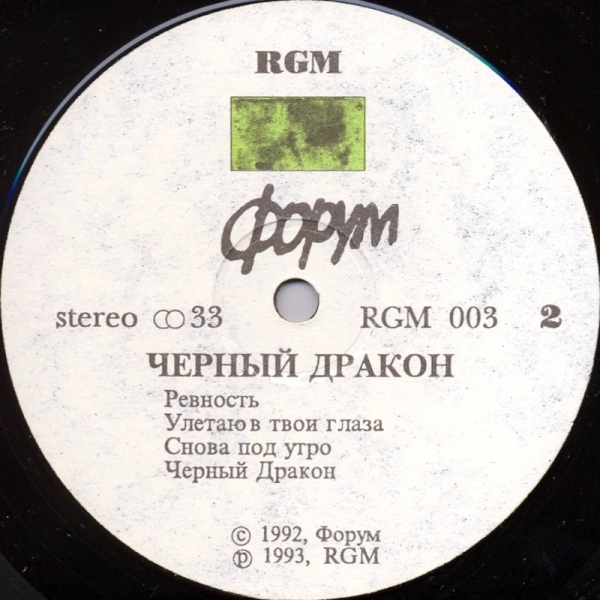 RGM
Форум
stereo 33 RGM 003 2
ЧЕРНЫЙ ДРАКОН
Ревность
Улетаю в твои глаза
Снова под утро
Черный Дракон
© 1992, Форум
℗ 1993, RGM